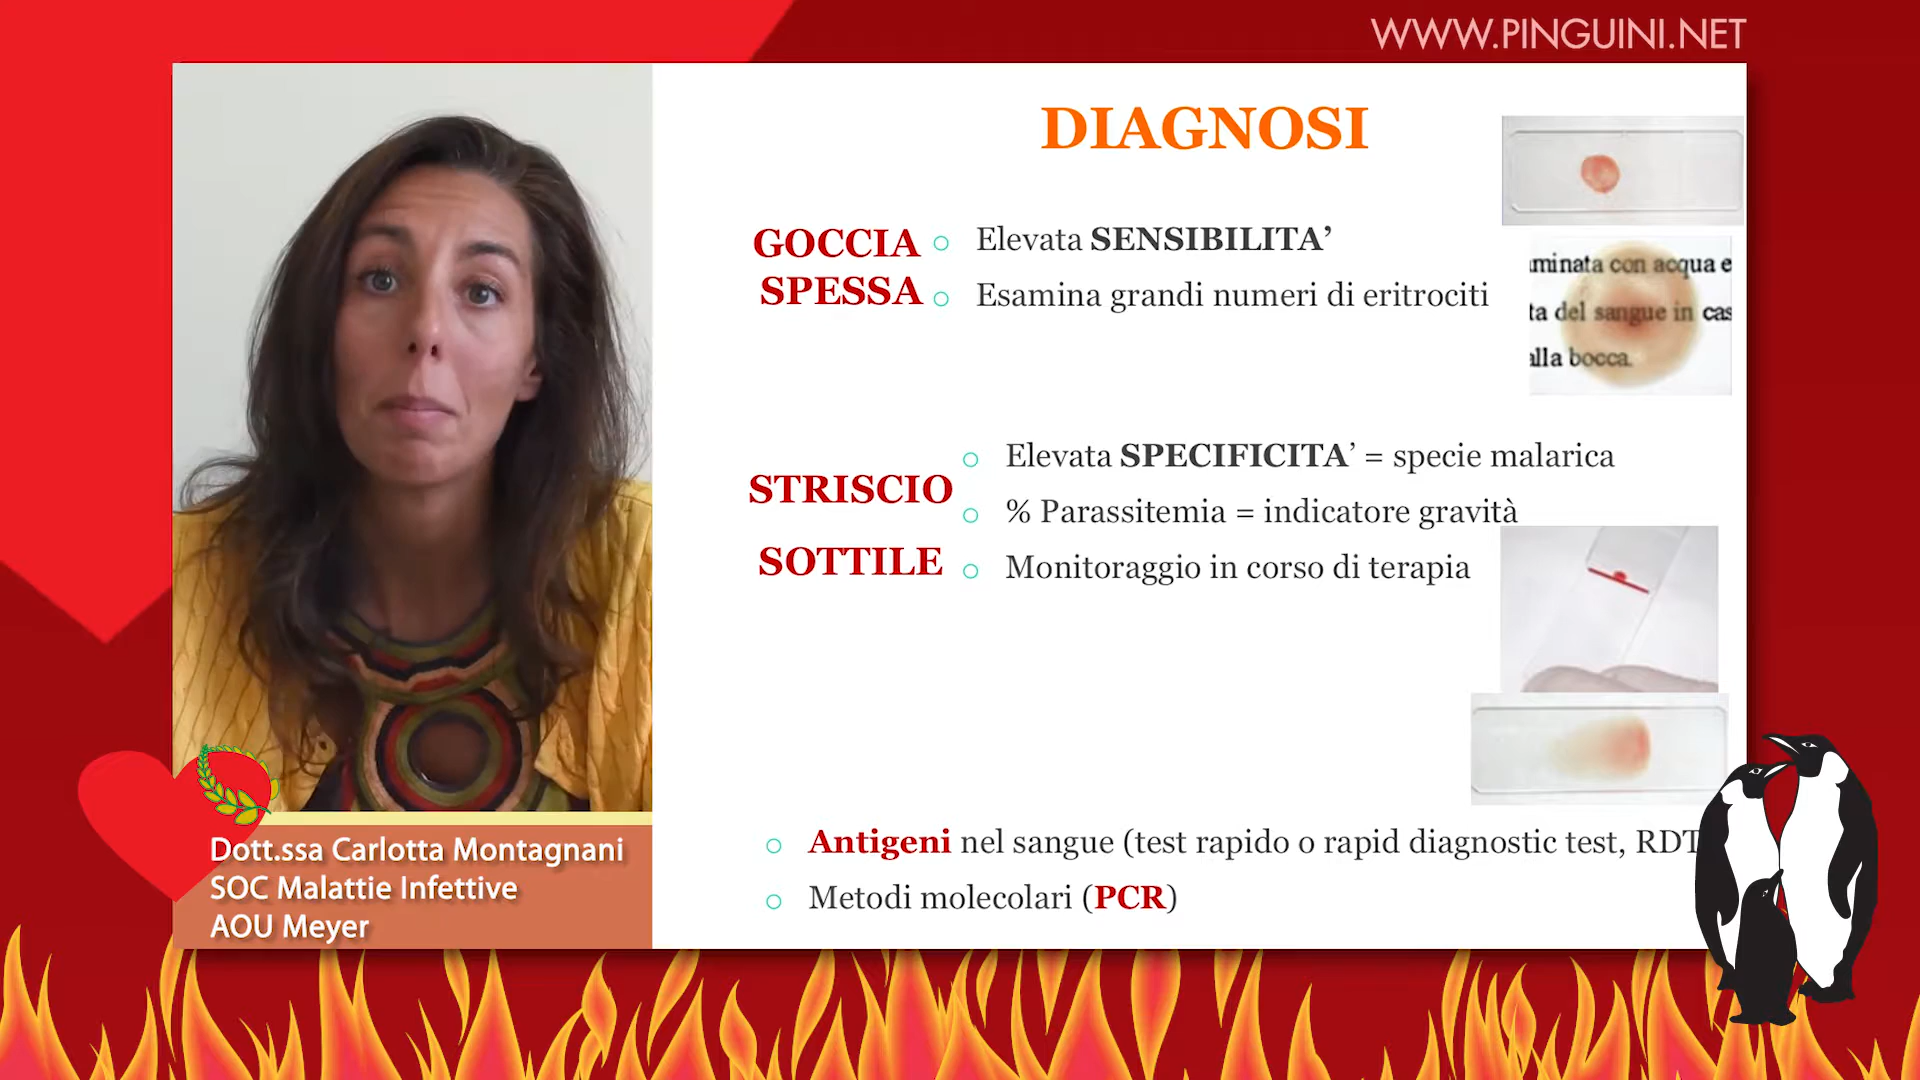 WWW.PINGUINI.NET
DIAGNOSI
GOCCIA
SPESSA
Elevata SENSIBILITA’
Esamina grandi numeri di eritrociti
minata con acqua e
ta del sangue in cas
alla bocca.
STRISCIO
SOTTILE
Elevata SPECIFICITA’ = specie malarica
% Parassitemia = indicatore gravità
Monitoraggio in corso di terapia
Antigeni nel sangue (test rapido o rapid diagnostic test, RDT
Metodi molecolari (PCR)
Dott.ssa Carlotta Montagnani
SOC Malattie Infettive
AOU Meyer